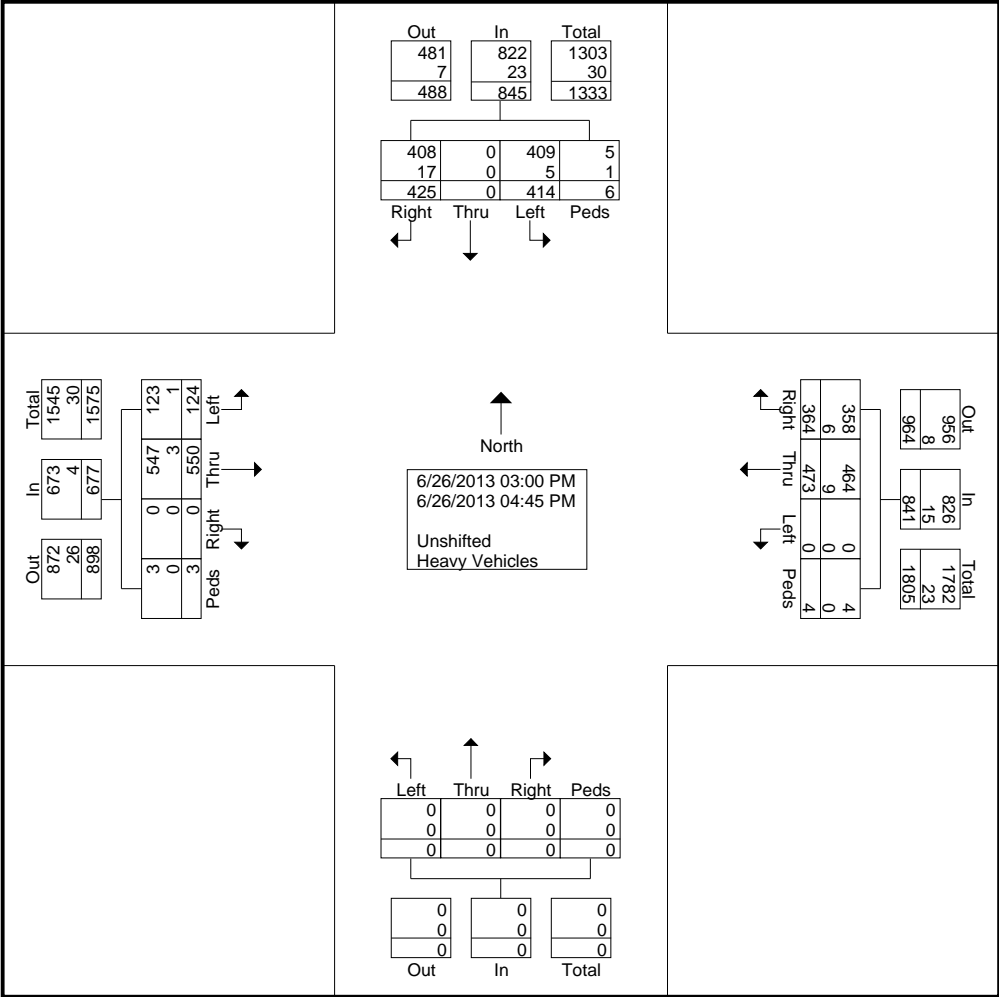 Out In Total
481 822 1303
7 23 30
488 845 1333
408 0 409 5
17 0 5 1
425 0 414 6
Right Thru Left Peds
Total In Out
1545 673 872
30 4 26
1575 677 898
123 547 0 3
1 3 0 0
124 550 0 3
Left Thru Right Peds
North
6/26/2013 03:00 PM
6/26/2013 04:45 PM
Unshifted
Heavy Vehicles
Right Thru Left Peds
364 473 0 4
6 9 0 0
358 464 0 4
Out In Total
956 826 1782
8 15 23
964 841 1805
Left Thru Right Peds
0 0 0 0
0 0 0 0
0 0 0 0
0 0 0
0 0 0
0 0 0
Out In Total